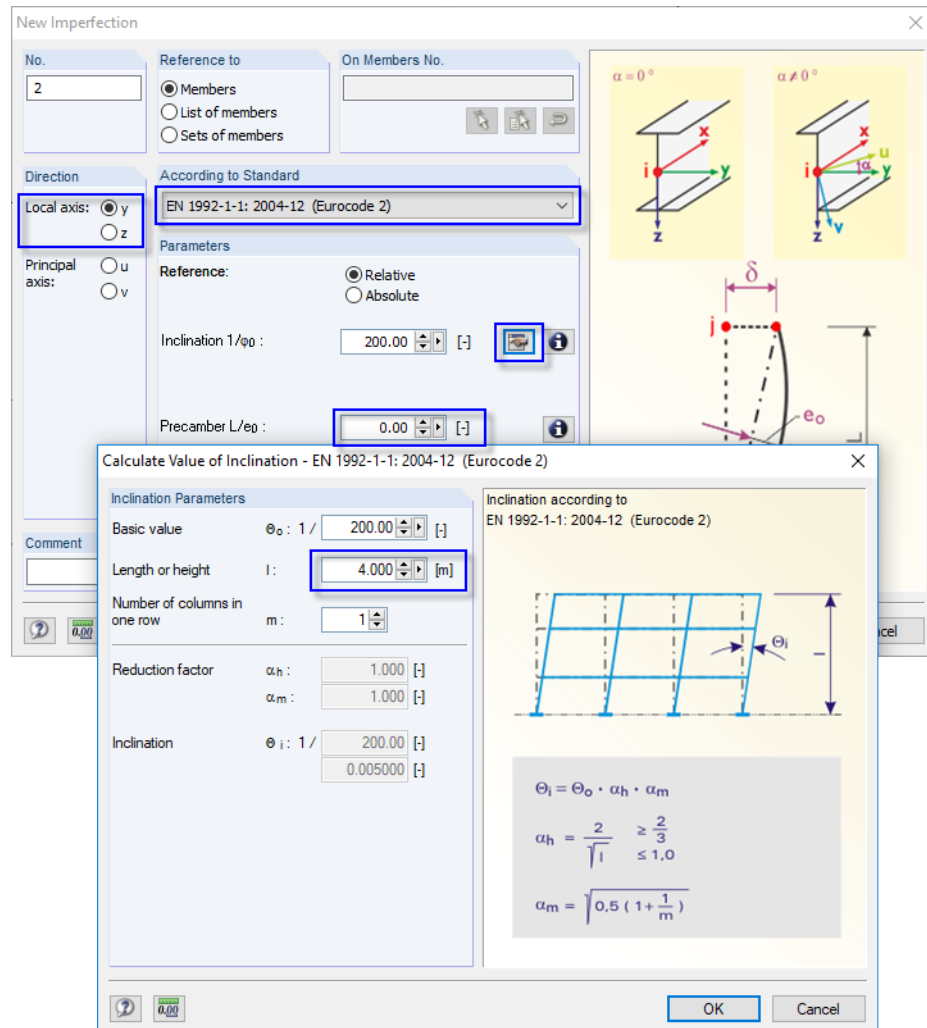 New Imperfection
No.
2
Reference to
Members
List of members
Sets of members
On Members No.
Direction
Local axis:
y
z
Principal
axis:
u
v
According to Standard
EN 1992-1-1: 2004-12 (Eurocode 2)
Parameters
Reference:
Relative
Absolute
Inclination 1/φ0 :
200.00
[-]
Precamber L/e0 :
0.00
[-]
Comment
0.00
cel
α = 0 °
α ≠ 0 °
x
i
y
z
x
u
i
α
y
z
v
δ
j
eo
L
Calculate Value of Inclination - EN 1992-1-1: 2004-12 (Eurocode 2)
Inclination Parameters
Basic value Θo : 1 / 200.00 [-]
Length or height l : 4.000 [m]
Number of columns in
one row m : 1
Reduction factor αh : 1.000 [-]
αm : 1.000 [-]
Inclination Θ i : 1 / 200.00 [-]
0.005000 [-]
Inclination according to
EN 1992-1-1: 2004-12 (Eurocode 2)
Θi
l
Θi = Θo · αh · αm
αh = 2 / √l ≥ 2/3
≤ 1,0
αm = √0,5 ( 1+ 1/m )
0.00
OK
Cancel